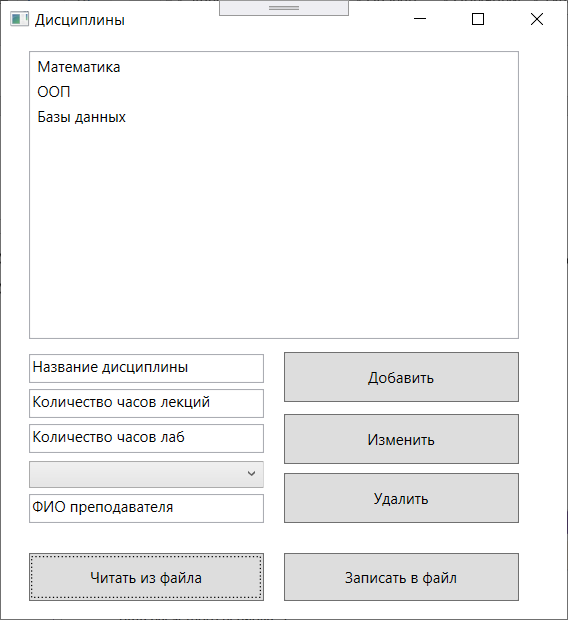 Дисциплины
Математика
ООП
Базы данных
Название дисциплины
Добавить
Количество часов лекций
Количество часов лаб
Изменить
ФИО преподавателя
Удалить
Читать из файла
Записать в файл